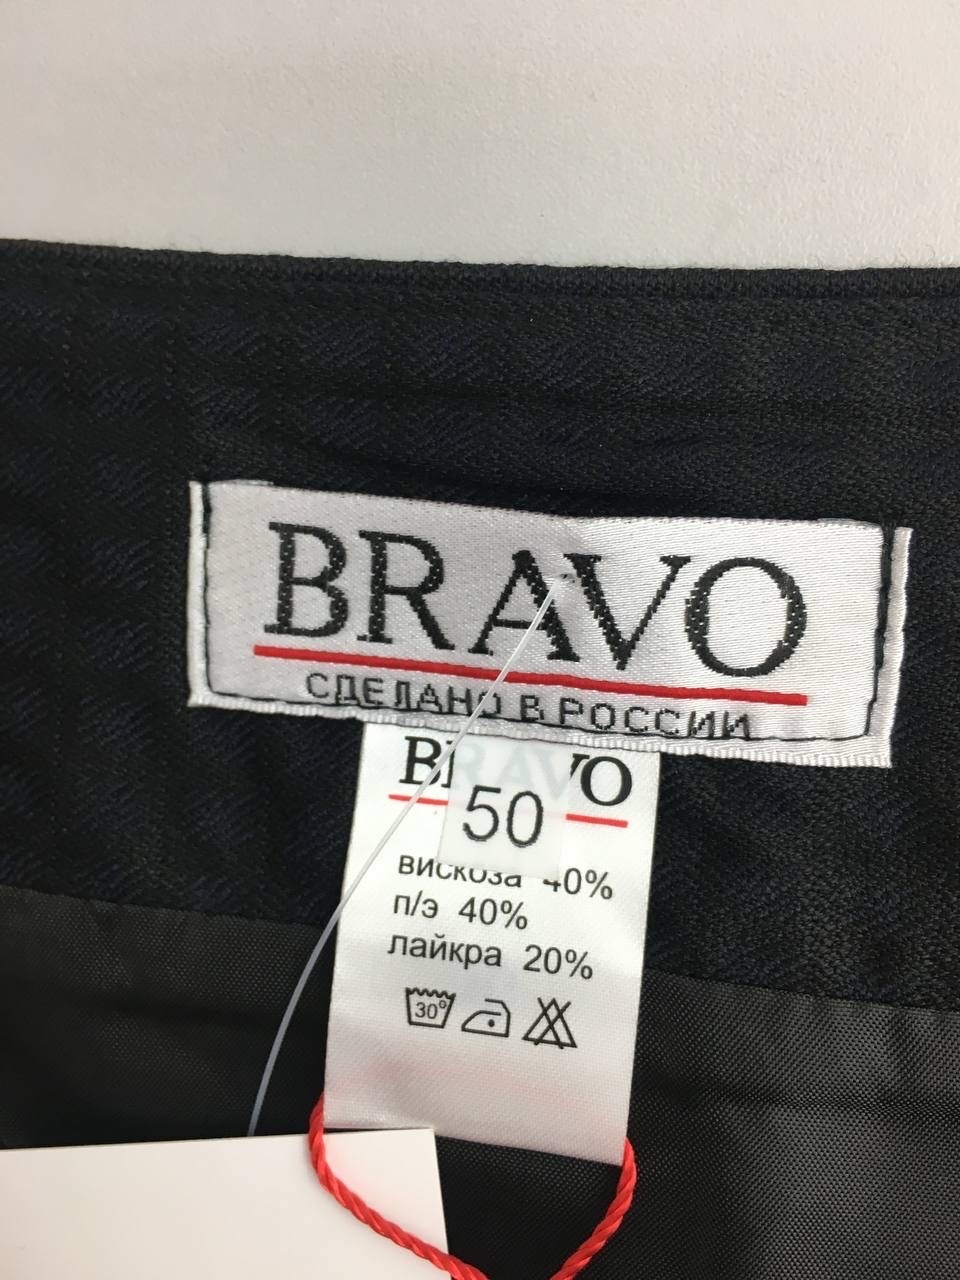 BRAVO
СДЕЛАНО В РОССИИ
BRAVO
50
вискоза 40%
п/э 40%
лайкра 20%
30°